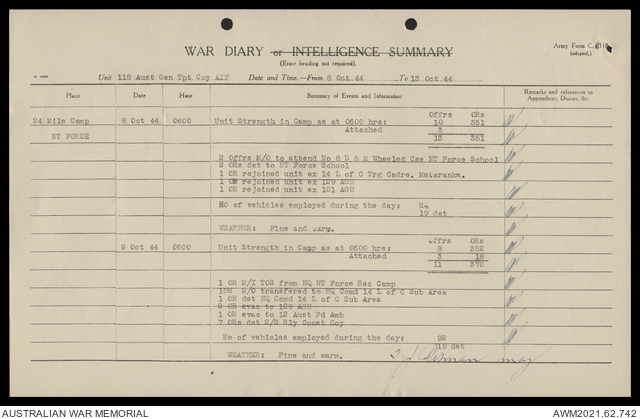 WAR DIARY or INTELLIGENCE SUMMARY
(Erase heading not required).
Army Form C. 2118
(adapted.)
Unit 118 Aust Gen Tpt Coy AIF Date and Time.—From 8 Oct 44 To 13 Oct 44
Place Date Hour Summary of Events and Information Remarks and references to Appendices, Diaries, &c.
24 Mile Camp 8 Oct 44 0600 Unit Strength in Camp as at 0600 hrs: Offrs ORs
10 351
NT FORCE Attached 3
13 351
2 Offrs M/O to attend No 8 D & M Wheeled Cse NT Force School
2 ORs det to NT Force School
1 OR rejoined unit ex 14 L of C Trg Cadre, Mataranka.
1 OR rejoined unit ex 129 AGH
1 OR rejoined unit ex 101 AGH
NO of vehicles employed during the day: 84
19 det
WEATHER: Fine and warm.
9 Oct 44 0600 Unit Strength in Camp as at 0600 hrs: Offrs ORs
8 352
Attached 3 18
11 370
1 OR M/I TOS from HQ NT Force Rec Camp
1OR M/O transfered to HQ Comd 14 L of C Sub Area
1 OR det HQ Comd 14 L of C Sub Area
2 OR evac to 129 AGH
1 OR evac to 12 Aust Fd Amb
7 ORs det 2/2 Rly Const Coy
No of vehicles employed during the day: 92
19 det
WEATHER: Fine and warm.
maj
AUSTRALIAN WAR MEMORIAL
AWM2021.62.742